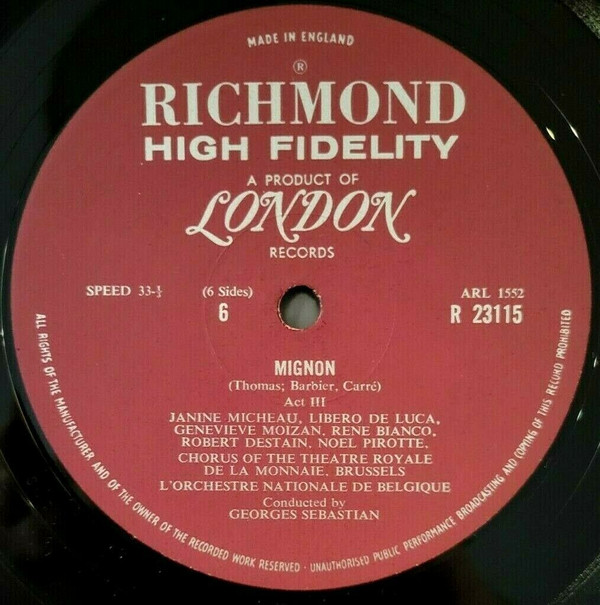 MADE IN ENGLAND
®
RICHMOND
HIGH FIDELITY
A PRODUCT OF
LONDON
RECORDS
SPEED 33-⅓ (6 Sides) ARL 1552
6 R 23115
MIGNON
(Thomas; Barbier, Carré)
Act III
JANINE MICHEAU, LIBERO DE LUCA,
GENEVIEVE MOIZAN, RENE BIANCO,
ROBERT DESTAIN, NOEL PIROTTE.
CHORUS OF THE THEATRE ROYALE
DE LA MONNAIE. BRUSSELS
L'ORCHESTRE NATIONALE DE BELGIQUE
Conducted by
GEORGES SEBASTIAN
ALL RIGHTS OF THE MANUFACTURER AND OF THE OWNER OF THE RECORDED WORK RESERVED · UNAUTHORISED PUBLIC PERFORMANCE BROADCASTING AND COPYING OF THIS RECORD PROHIBITED